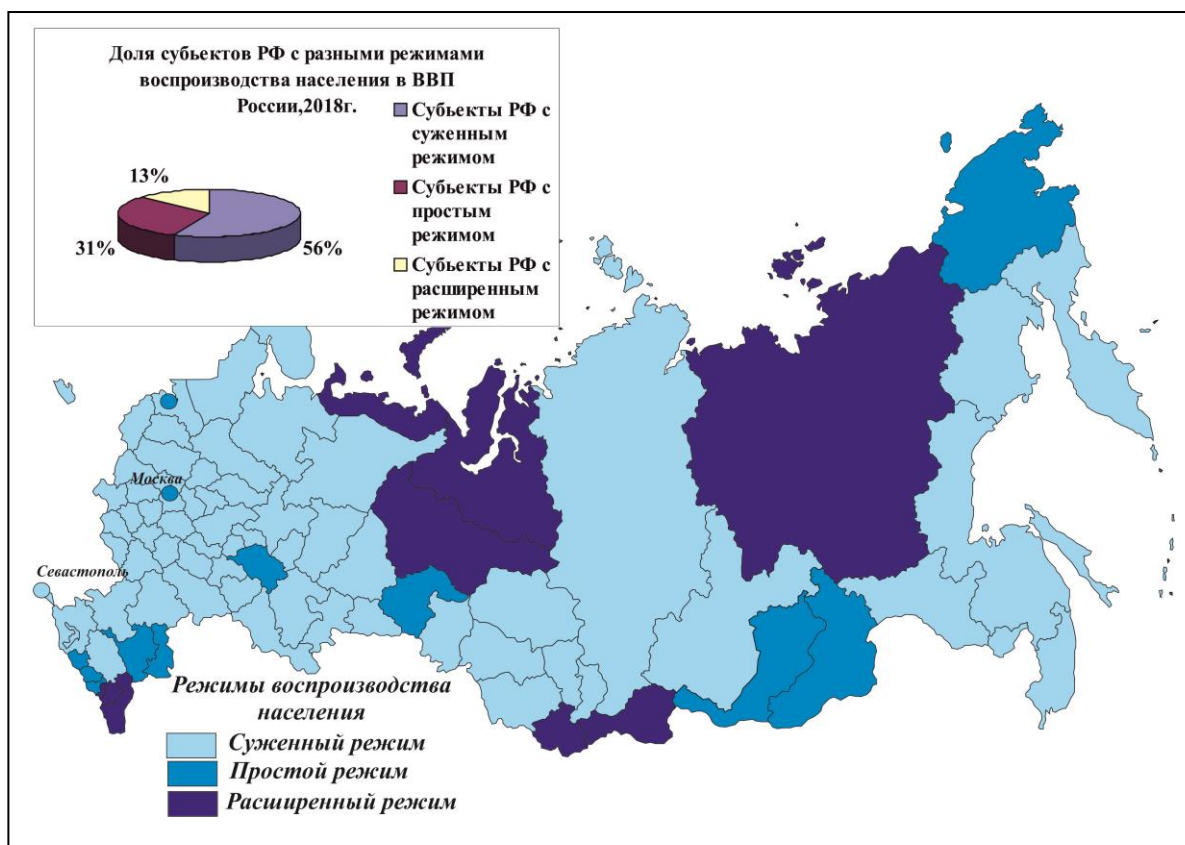 Доля субъектов РФ с разными режимами
воспроизводства населения в ВВП
России,2018г.
Субъекты РФ с
суженным
режимом
Субъекты РФ с
простым
режимом
Субъекты РФ с
расширенным
режимом
13%
31%
56%
Москва
Севастополь
Режимы воспроизводства
населения
Суженный режим
Простой режим
Расширенный режим